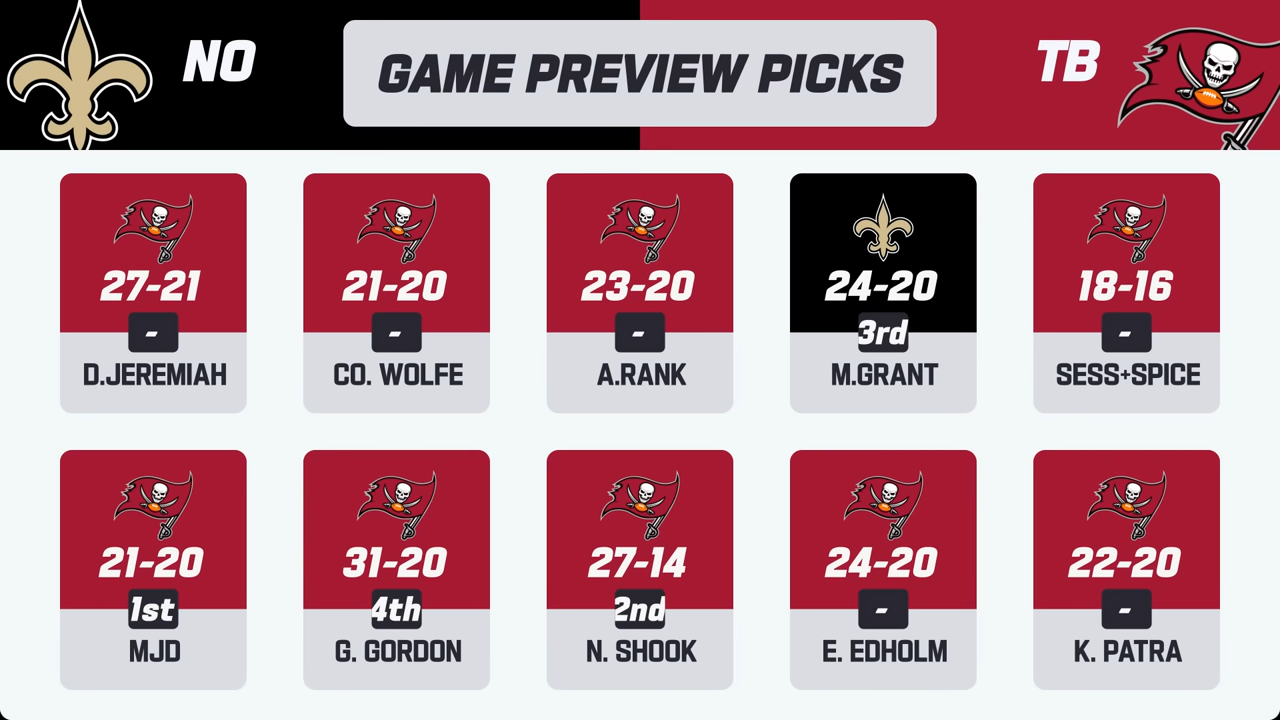 NO
GAME PREVIEW PICKS
TB
27-21
-
D.JEREMIAH
21-20
-
CO. WOLFE
23-20
-
A.RANK
24-20
3rd
M.GRANT
18-16
-
SESS+SPICE
21-20
1st
MJD
31-20
4th
G. GORDON
27-14
2nd
N. SHOOK
24-20
-
E. EDHOLM
22-20
-
K. PATRA